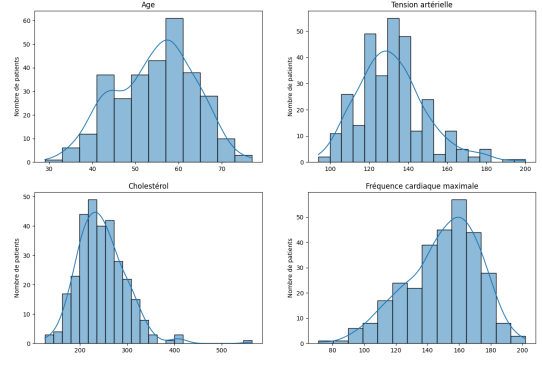 Age
Nombre de patients
60
50
40
30
20
10
0
30 40 50 60 70
Tension artérielle
Nombre de patients
50
40
30
20
10
0
100 120 140 160 180 200
Cholestérol
Nombre de patients
50
40
30
20
10
0
200 300 400 500
Fréquence cardiaque maximale
Nombre de patients
50
40
30
20
10
0
80 100 120 140 160 180 200